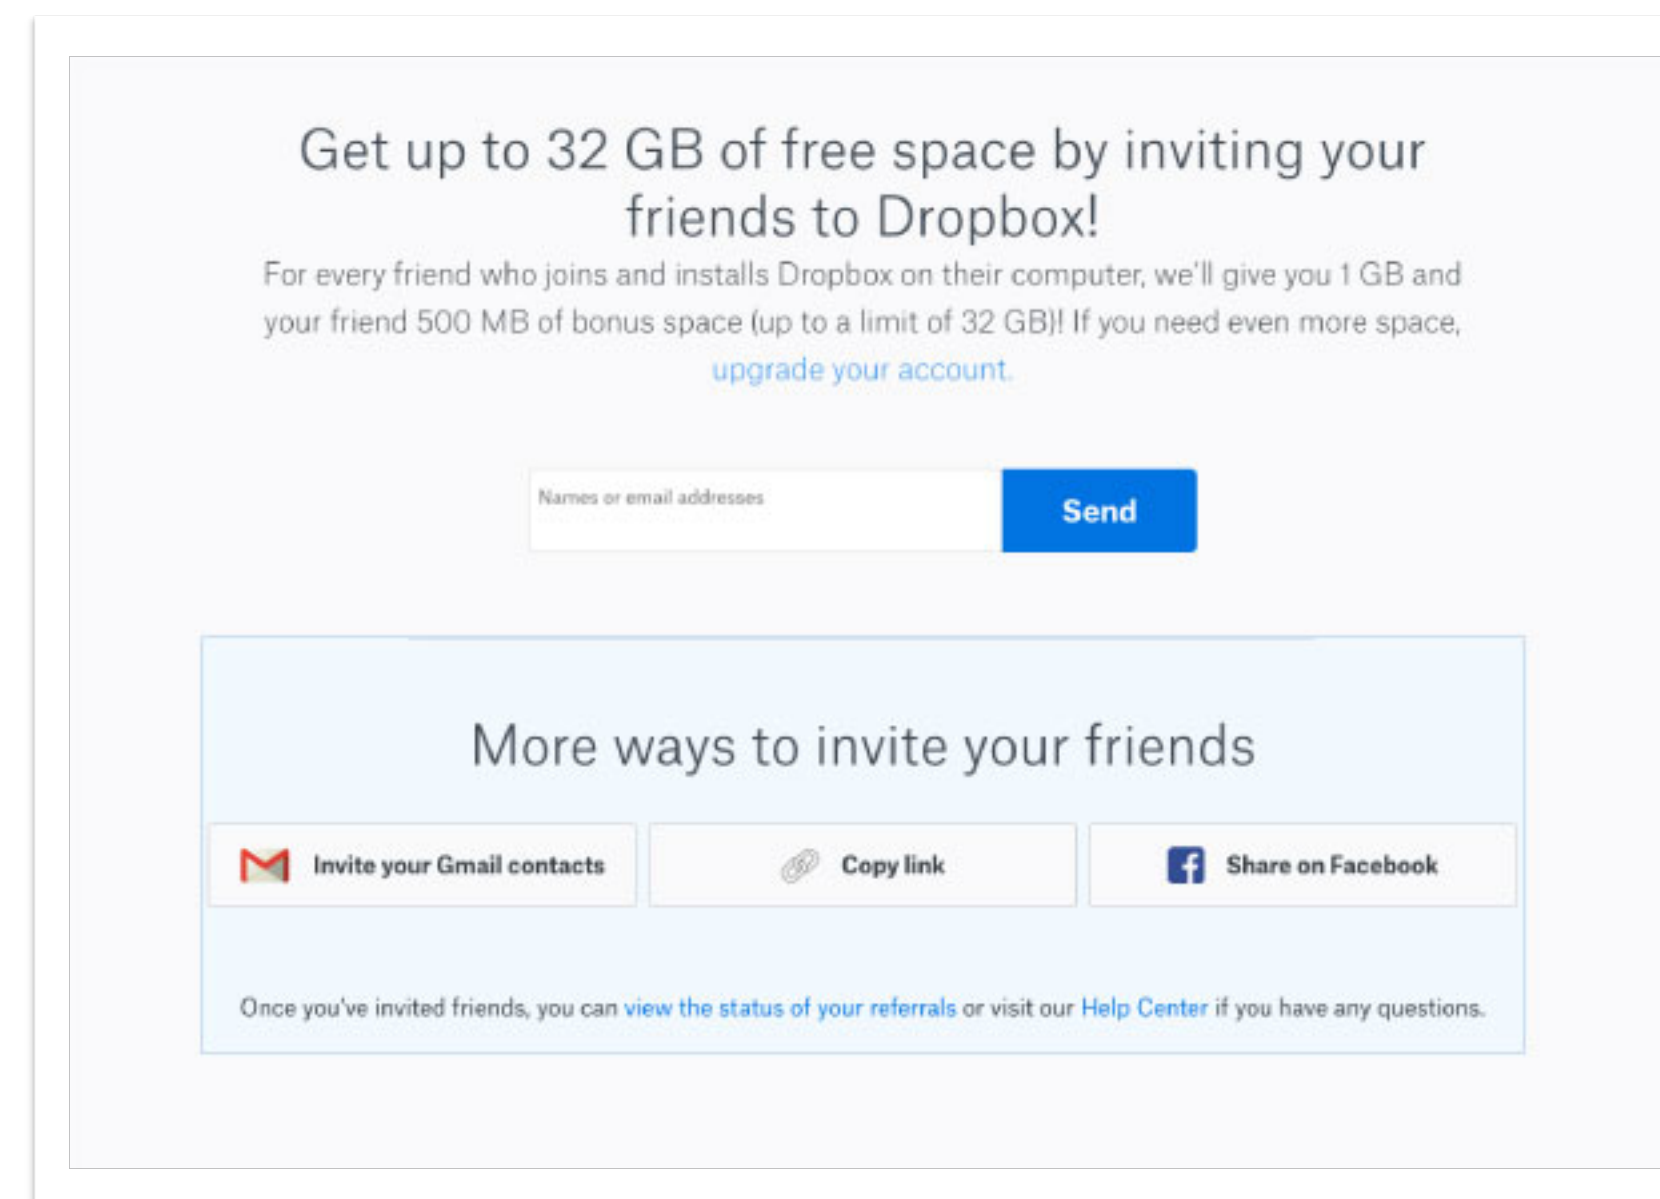 Get up to 32 GB of free space by inviting your
friends to Dropbox!
For every friend who joins and installs Dropbox on their computer, we'll give you 1 GB and
your friend 500 MB of bonus space (up to a limit of 32 GB)! If you need even more space,
upgrade your account.
Names or email addresses
Send
More ways to invite your friends
Invite your Gmail contacts
Copy link
Share on Facebook
Once you've invited friends, you can view the status of your referrals or visit our Help Center if you have any questions.